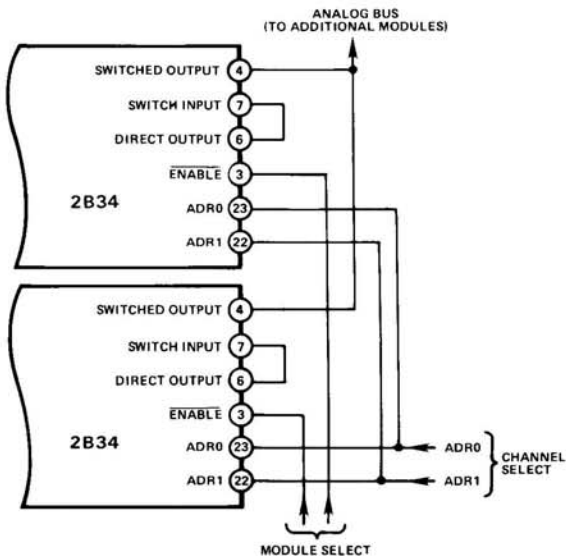 ANALOG BUS
(TO ADDITIONAL MODULES)
SWITCHED OUTPUT 4
SWITCH INPUT 7
DIRECT OUTPUT 6
ENABLE 3
2B34
ADR0 23
ADR1 22
SWITCHED OUTPUT 4
SWITCH INPUT 7
DIRECT OUTPUT 6
ENABLE 3
2B34
ADR0 23
ADR1 22
ADR0
ADR1
CHANNEL
SELECT
MODULE SELECT